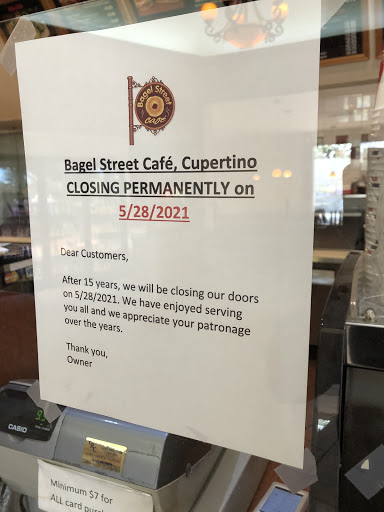 Bagel Street
Café
Bagel Street Café, Cupertino
CLOSING PERMANENTLY on
5/28/2021
Dear Customers,
After 15 years, we will be closing our doors
on 5/28/2021. We have enjoyed serving
you all and we appreciate your patronage
over the years.
Thank you,
Owner
CASIO
Minimum $7 for
ALL card